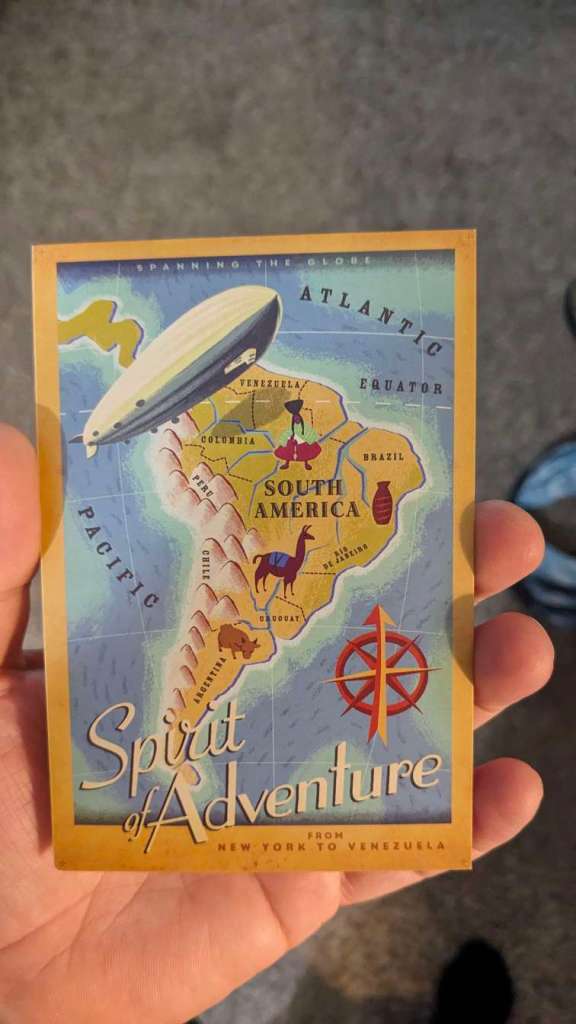 SPANNING THE GLOBE
ATLANTIC
EQUATOR
VENEZUELA
COLOMBIA
BRAZIL
PERU
SOUTH
AMERICA
PACIFIC
RIO
DE JANEIRO
CHILE
URUGUAY
ARGENTINA
Spirit
of Adventure
FROM
NEW YORK TO VENEZUELA